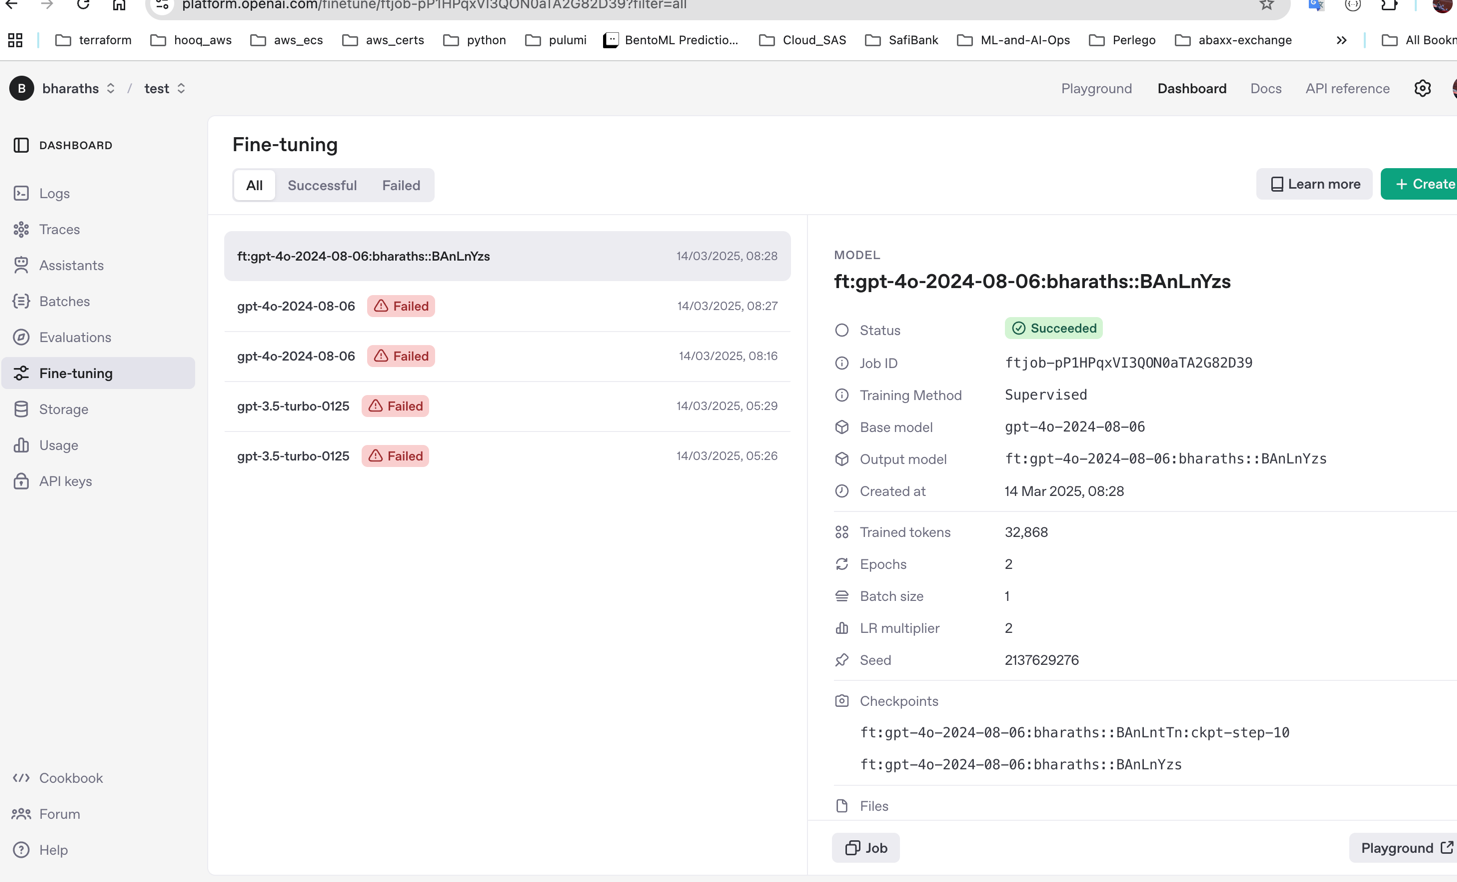 platform.openai.com/finetune/ftjob-pP1HPqxVI3QON0aTA2G82D39?filter=all
terraform hooq_aws aws_ecs aws_certs python pulumi BentoML Predictio... Cloud_SAS SafiBank ML-and-AI-Ops Perlego abaxx-exchange » All Bookm
B bharaths / test Playground Dashboard Docs API reference
DASHBOARD
Logs
Traces
Assistants
Batches
Evaluations
Fine-tuning
Storage
Usage
API keys
Cookbook
Forum
Help
Fine-tuning
All Successful Failed
Learn more + Create
ft:gpt-4o-2024-08-06:bharaths::BAnLnYzs 14/03/2025, 08:28
gpt-4o-2024-08-06 Failed 14/03/2025, 08:27
gpt-4o-2024-08-06 Failed 14/03/2025, 08:16
gpt-3.5-turbo-0125 Failed 14/03/2025, 05:29
gpt-3.5-turbo-0125 Failed 14/03/2025, 05:26
MODEL
ft:gpt-4o-2024-08-06:bharaths::BAnLnYzs
Status Succeeded
Job ID ftjob-pP1HPqxVI3QON0aTA2G82D39
Training Method Supervised
Base model gpt-4o-2024-08-06
Output model ft:gpt-4o-2024-08-06:bharaths::BAnLnYzs
Created at 14 Mar 2025, 08:28
Trained tokens 32,868
Epochs 2
Batch size 1
LR multiplier 2
Seed 2137629276
Checkpoints
ft:gpt-4o-2024-08-06:bharaths::BAnLntTn:ckpt-step-10
ft:gpt-4o-2024-08-06:bharaths::BAnLnYzs
Files
Job Playground